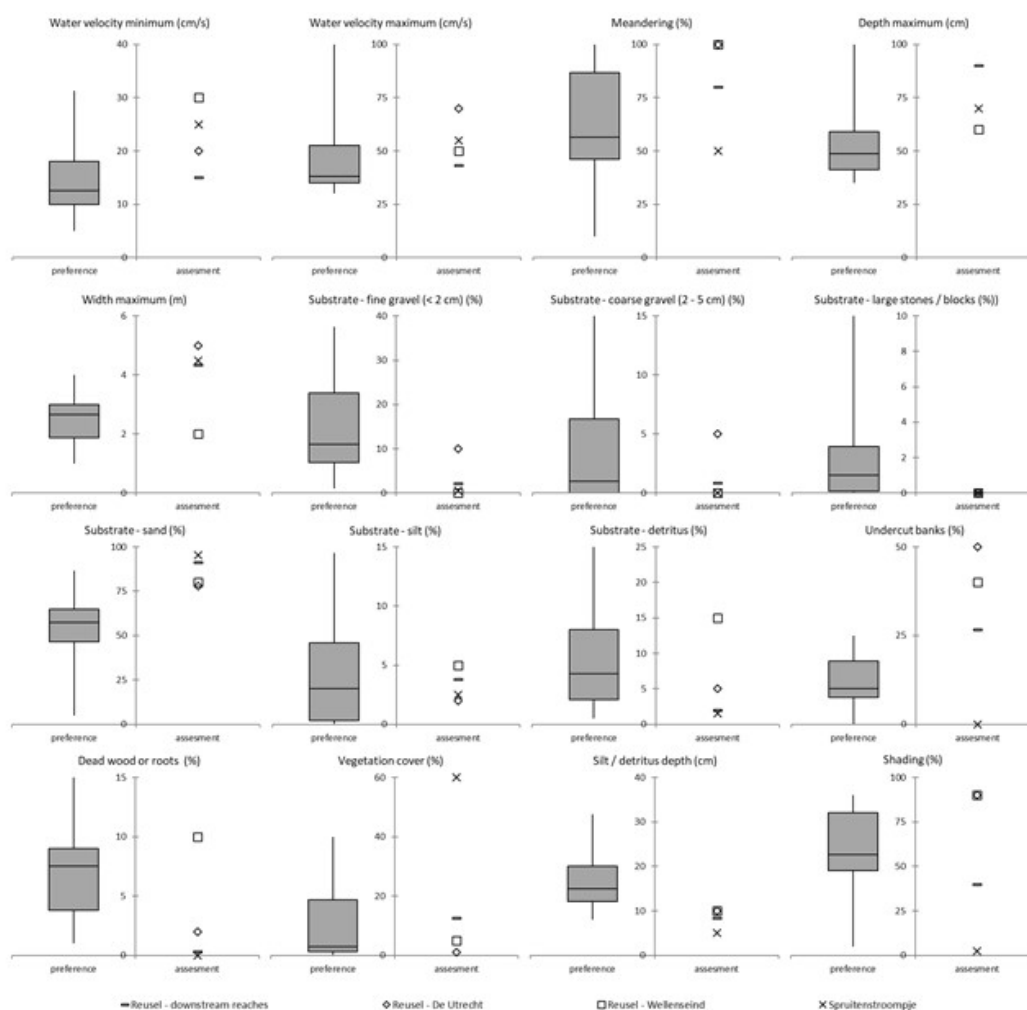 Water velocity minimum (cm/s) Water velocity maximum (cm/s) Meandering (%) Depth maximum (cm)
40 100 100 100
30 75 75 75
20 50 50 50
10 25 25 25
0 0 0 0
preference assesment preference assesment preference assesment preference assesment
Width maximum (m) Substrate - fine gravel (< 2 cm) (%) Substrate - coarse gravel (2 - 5 cm) (%) Substrate - large stones / blocks (%))
6 40 15 10
8
30
4 10
6
20
4
2 5
10
2
0 0 0 0
preference assesment preference assesment preference assesment preference assesment
Substrate - sand (%) Substrate - silt (%) Substrate - detritus (%) Undercut banks (%)
100 15 25 50
20
75
10
15
50 25
10
5
25
5
0 0 0 0
preference assesment preference assesment preference assesment preference assesment
Dead wood or roots (%) Vegetation cover (%) Silt / detritus depth (cm) Shading (%)
15 60 40 100
30 75
10 40
20 50
5 20
10 25
0 0 0 0
preference assesment preference assesment preference assesment preference assesment
Reusel - downstream reaches Reusel - De Utrecht Reusel - Wellenseind Spruitenstroompje